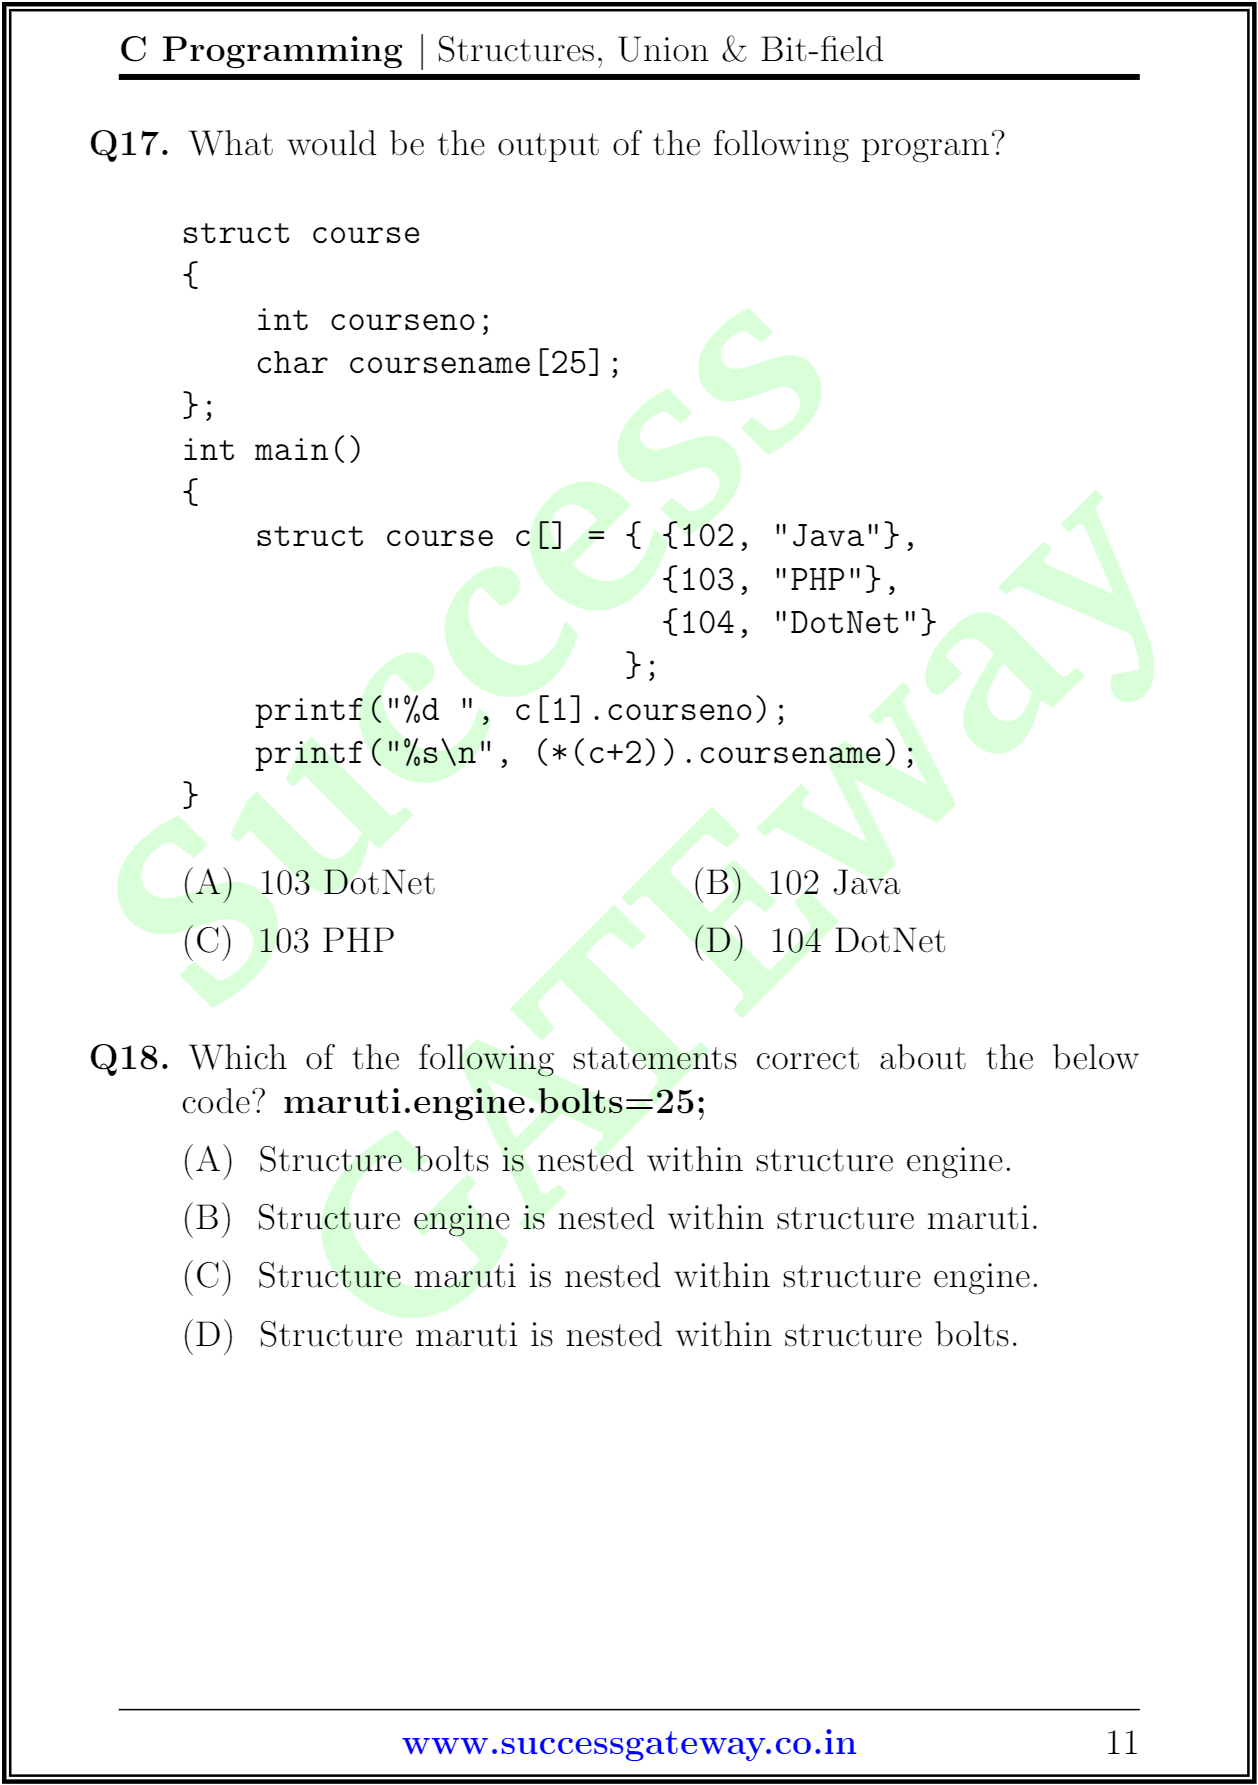 C Programming | Structures, Union & Bit-field
Q17. What would be the output of the following program?
struct course
{
    int courseno;
    char coursename[25];
};
int main()
{
    struct course c[] = { {102, "Java"},
                          {103, "PHP"},
                          {104, "DotNet"}
                        };
    printf("%d ", c[1].courseno);
    printf("%s\n", (*(c+2)).coursename);
}
(A) 103 DotNet (B) 102 Java
(C) 103 PHP (D) 104 DotNet
Q18. Which of the following statements correct about the below
code? maruti.engine.bolts=25;
(A) Structure bolts is nested within structure engine.
(B) Structure engine is nested within structure maruti.
(C) Structure maruti is nested within structure engine.
(D) Structure maruti is nested within structure bolts.
Success
GATEway
www.successgateway.co.in 11